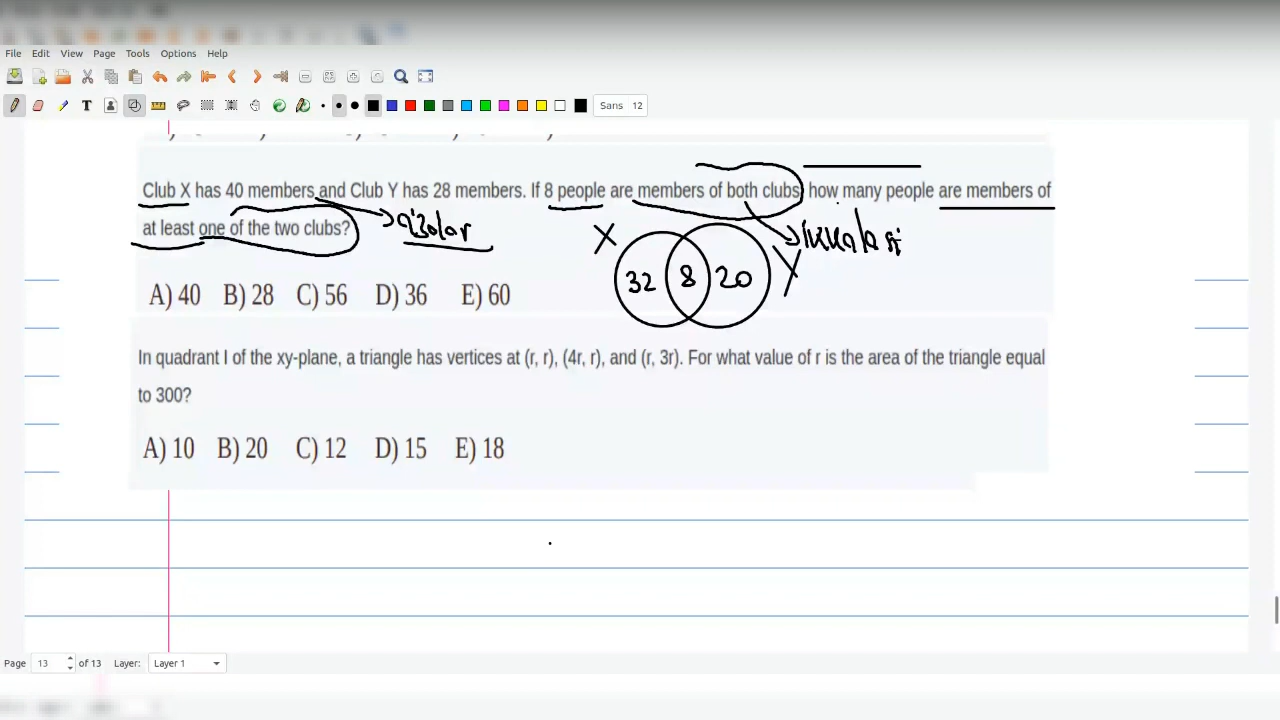 File Edit View Page Tools Options Help
Sans 12
Club X has 40 members and Club Y has 28 members. If 8 people are members of both clubs, how many people are members of
at least one of the two clubs?
a'zolar
X
Y
32 8 20
A) 40 B) 28 C) 56 D) 36 E) 60
In quadrant I of the xy-plane, a triangle has vertices at (r, r), (4r, r), and (r, 3r). For what value of r is the area of the triangle equal
to 300?
A) 10 B) 20 C) 12 D) 15 E) 18
Page 13 of 13 Layer: Layer 1